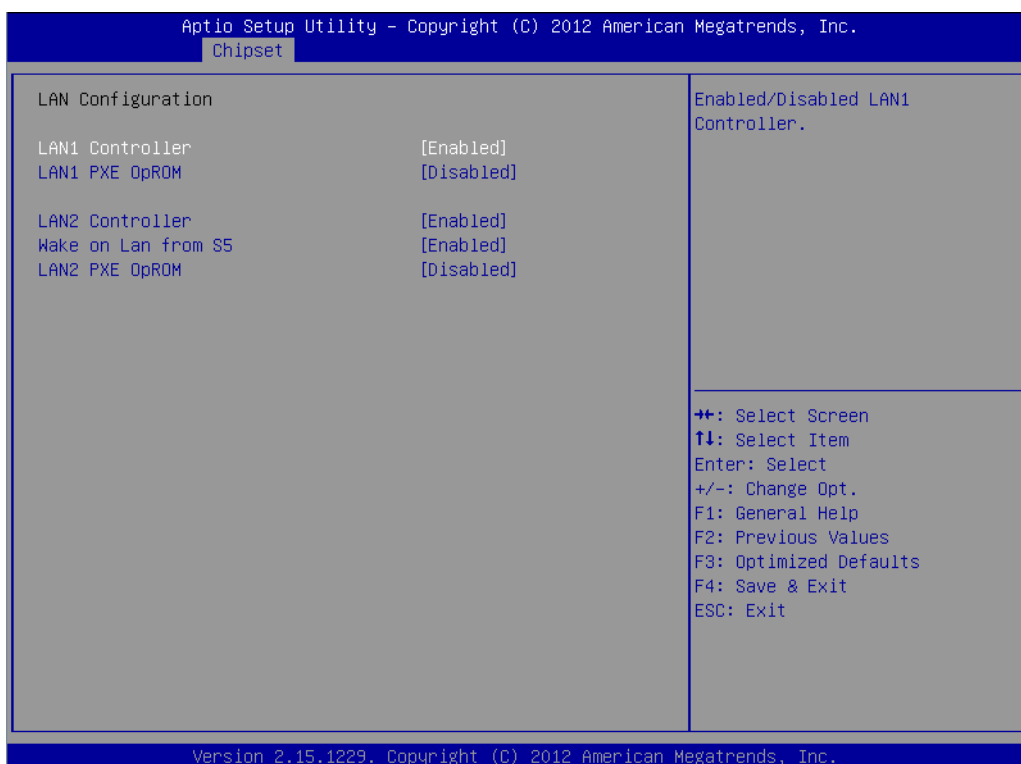 Aptio Setup Utility – Copyright (C) 2012 American Megatrends, Inc.
Chipset
LAN Configuration
LAN1 Controller [Enabled]
LAN1 PXE OpROM [Disabled]
LAN2 Controller [Enabled]
Wake on Lan from S5 [Enabled]
LAN2 PXE OpROM [Disabled]
Enabled/Disabled LAN1
Controller.
→←: Select Screen
↑↓: Select Item
Enter: Select
+/-: Change Opt.
F1: General Help
F2: Previous Values
F3: Optimized Defaults
F4: Save & Exit
ESC: Exit
Version 2.15.1229. Copyright (C) 2012 American Megatrends, Inc.